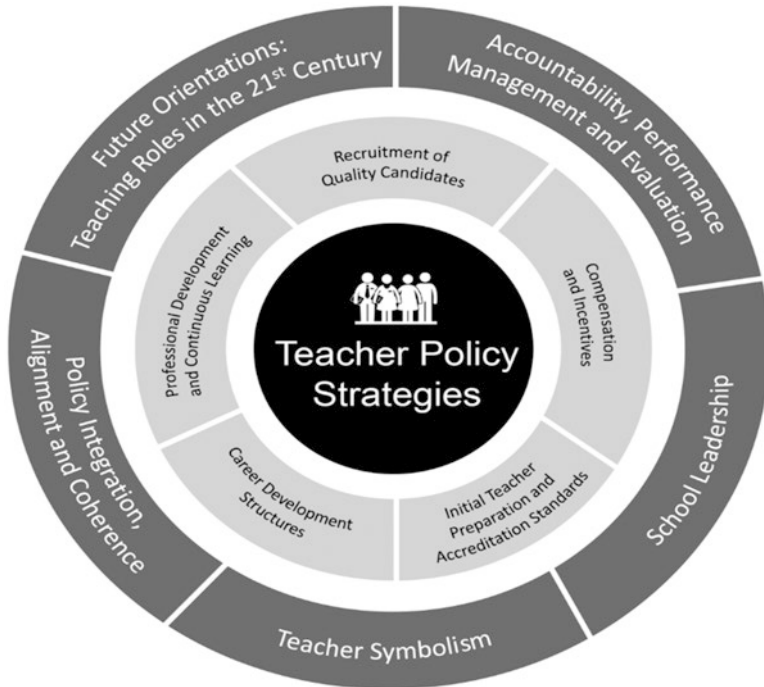 Future Orientations:
Teaching Roles in the 21st Century
Accountability, Performance
Management and Evaluation
Recruitment of
Quality Candidates
Professional Development
and Continuous Learning
Compensation
and Incentives
Teacher Policy
Strategies
Policy Integration,
Alignment and Coherence
School Leadership
Career Development
Structures
Initial Teacher
Preparation and
Accreditation Standards
Teacher Symbolism